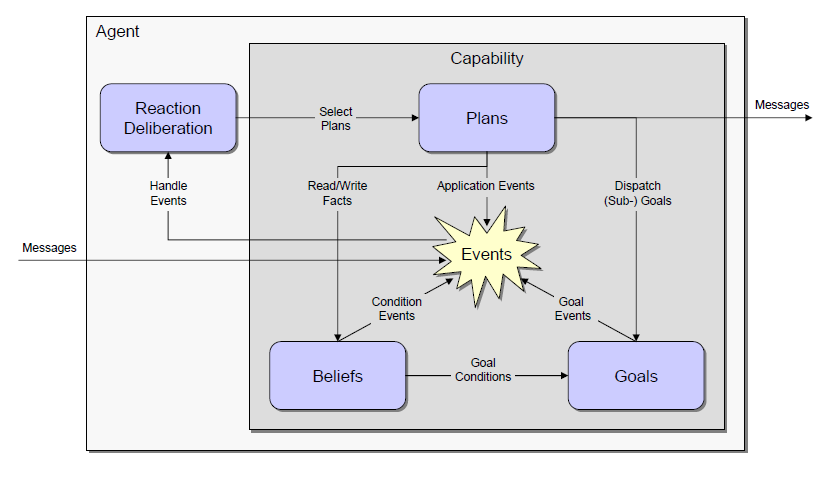 Agent
Capability
Reaction
Deliberation
Select
Plans
Plans
Messages
Handle
Events
Read/Write
Facts
Application Events
Dispatch
(Sub-) Goals
Messages
Events
Condition
Events
Goal
Events
Beliefs
Goal
Conditions
Goals